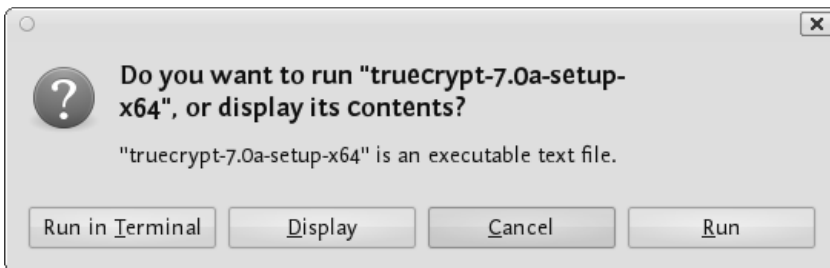 Do you want to run "truecrypt-7.0a-setup-
x64", or display its contents?
"truecrypt-7.0a-setup-x64" is an executable text file.
Run in Terminal
Display
Cancel
Run